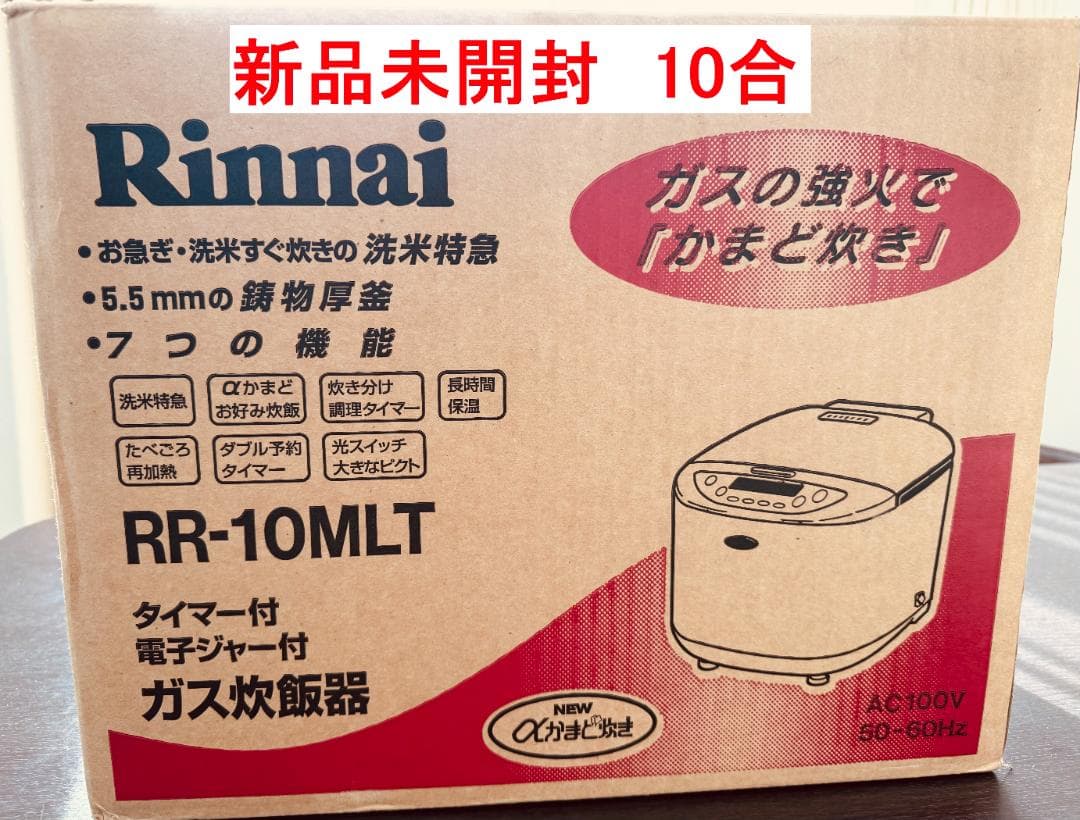 新品未開封 10合
Rinnai
ガスの強火で
「かまど炊き」
・お急ぎ・洗米すぐ炊きの 洗米特急
・5.5mmの 鋳物厚釜
・7つの機能
洗米特急
αかまど
お好み炊飯
炊き分け
調理タイマー
長時間
保温
たべごろ
再加熱
ダブル予約
タイマー
光スイッチ
大きなピクト
RR-10MLT
タイマー付
電子ジャー付
ガス炊飯器
NEW
αかまど炊き
AC100V
50-60Hz